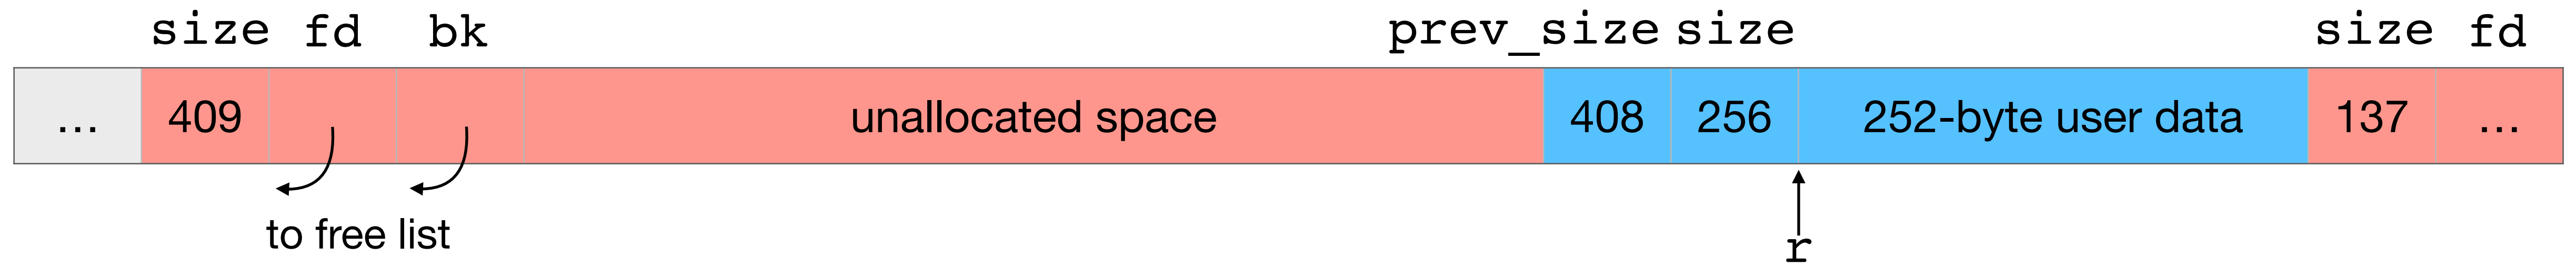 size fd bk prev_size size size fd
... 409 unallocated space 408 256 252-byte user data 137 ...
to free list
r